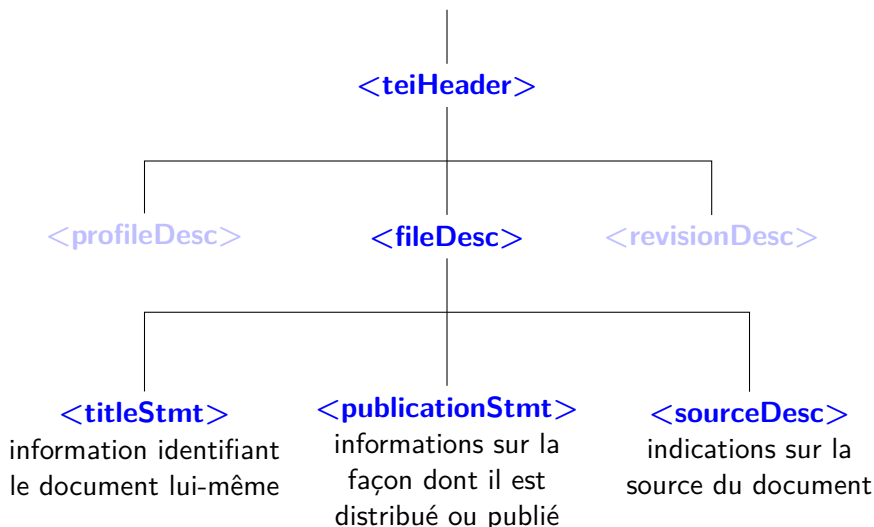 <teiHeader>
<profileDesc> <fileDesc> <revisionDesc>
<titleStmt>
information identifiant
le document lui-même
<publicationStmt>
informations sur la
façon dont il est
distribué ou publié
<sourceDesc>
indications sur la
source du document